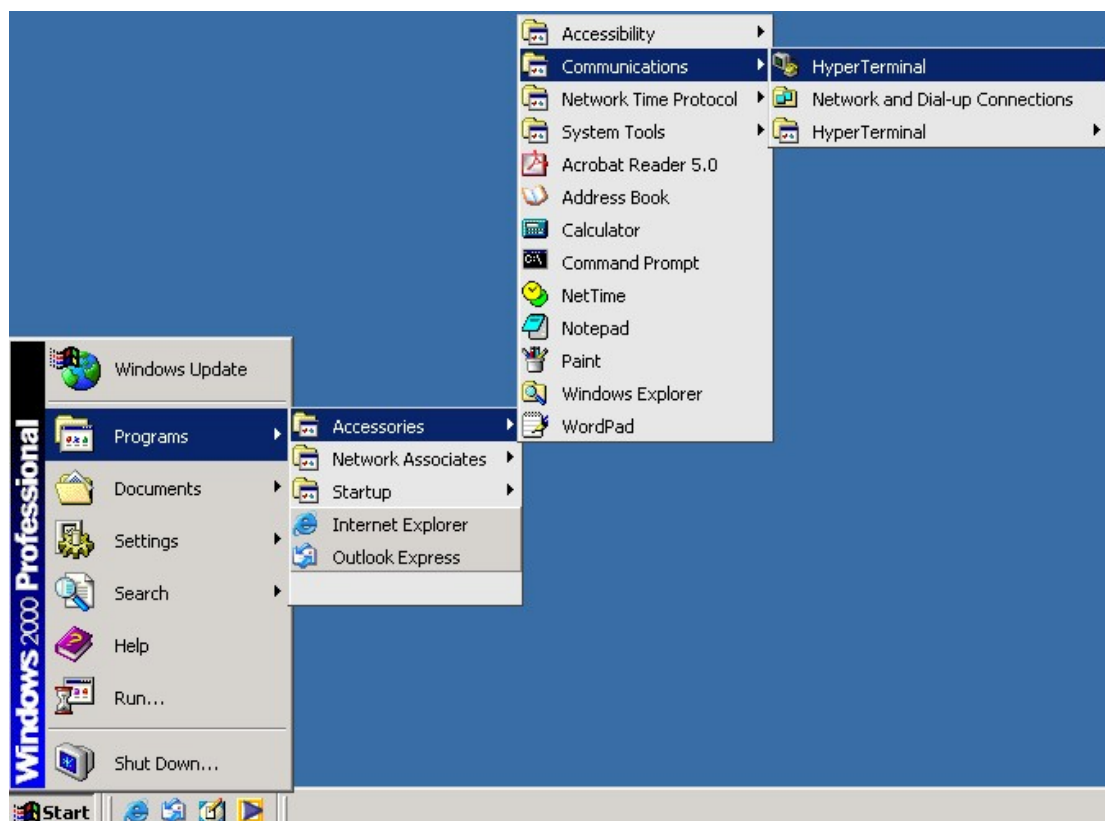 Accessibility
Communications
Network Time Protocol
System Tools
Acrobat Reader 5.0
Address Book
Calculator
Command Prompt
NetTime
Notepad
Paint
Windows Explorer
WordPad
HyperTerminal
Network and Dial-up Connections
HyperTerminal
Windows Update
Programs
Documents
Settings
Search
Help
Run...
Shut Down...
Accessories
Network Associates
Startup
Internet Explorer
Outlook Express
Windows 2000 Professional
Start